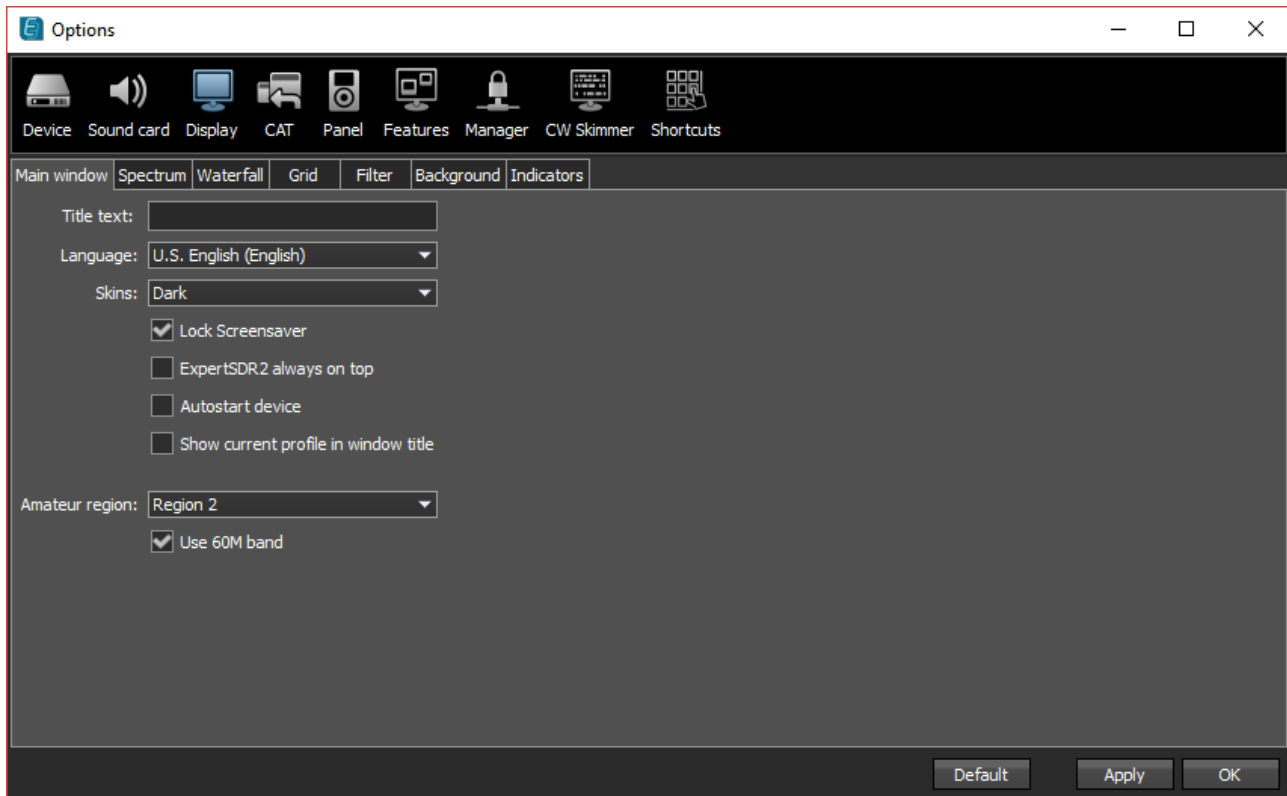 Options
Device Sound card Display CAT Panel Features Manager CW Skimmer Shortcuts
Main window Spectrum Waterfall Grid Filter Background Indicators
Title text:
Language: U.S. English (English)
Skins: Dark
Lock Screensaver
ExpertSDR2 always on top
Autostart device
Show current profile in window title
Amateur region: Region 2
Use 60M band
Default Apply OK